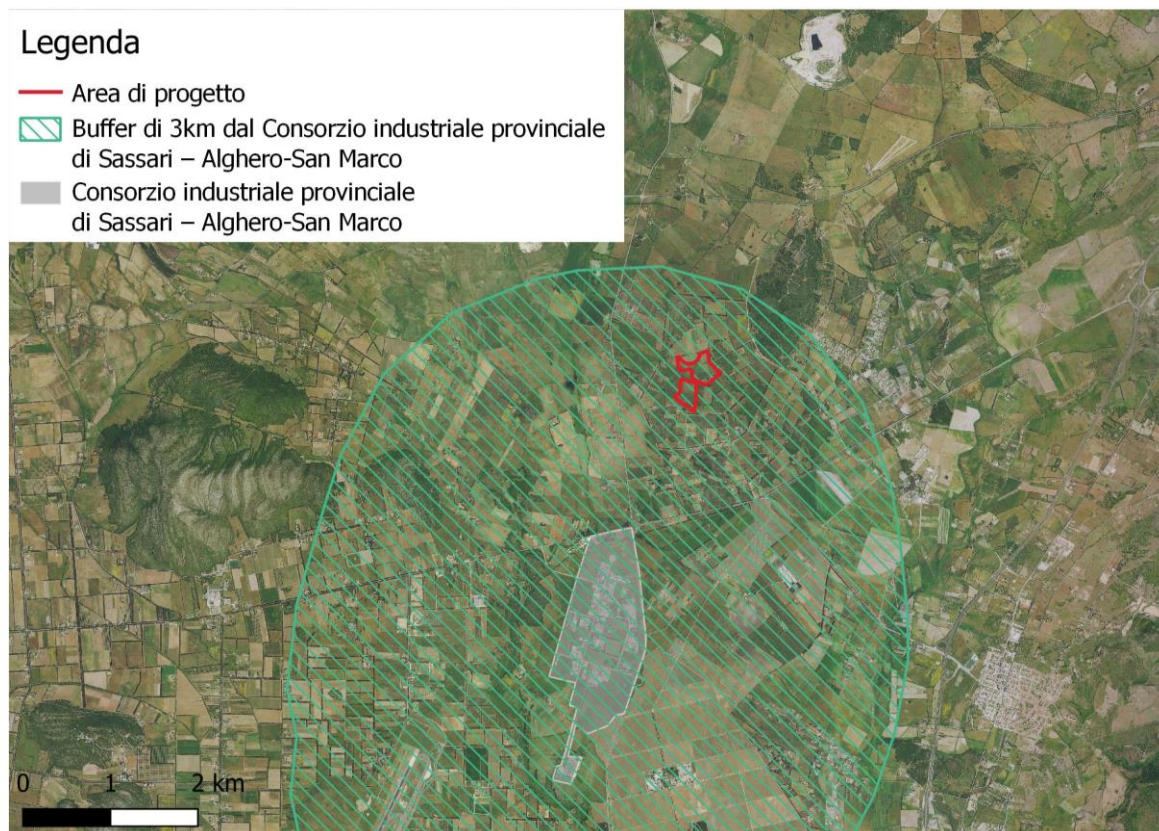 Legenda
Area di progetto
Buffer di 3km dal Consorzio industriale provinciale
di Sassari – Alghero-San Marco
Consorzio industriale provinciale
di Sassari – Alghero-San Marco
0 1 2 km